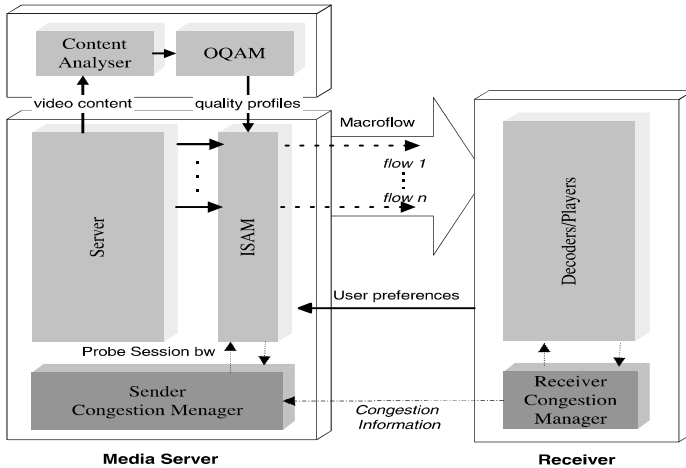 Content
Analyser
OQAM
video content
quality profiles
Macroflow
flow 1
flow n
Server
ISAM
Decoders/Players
User preferences
Probe Session bw
Sender
Congestion Menager
Congestion
Information
Receiver
Congestion
Manager
Media Server
Receiver